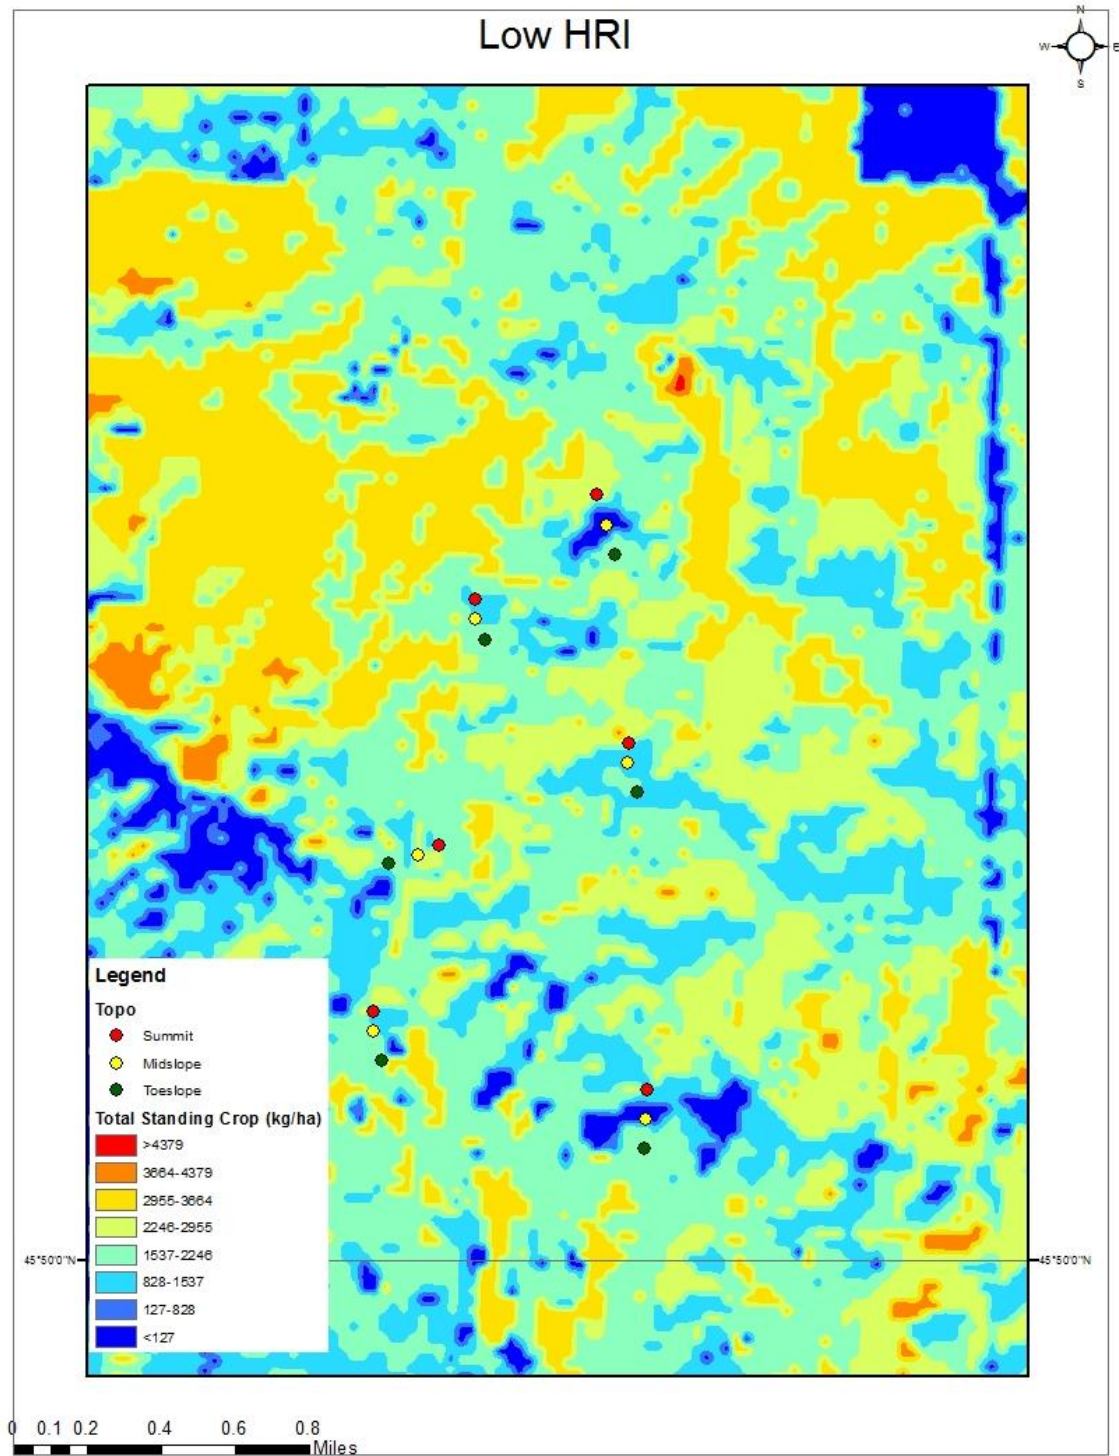 Low HRI
N
W E
S
Legend
Topo
Summit
Midslope
Toeslope
Total Standing Crop (kg/ha)
>4379
3664-4379
2955-3664
2246-2955
1537-2246
828-1537
127-828
<127
45°50'0"N 45°50'0"N
0 0.1 0.2 0.4 0.6 0.8
Miles